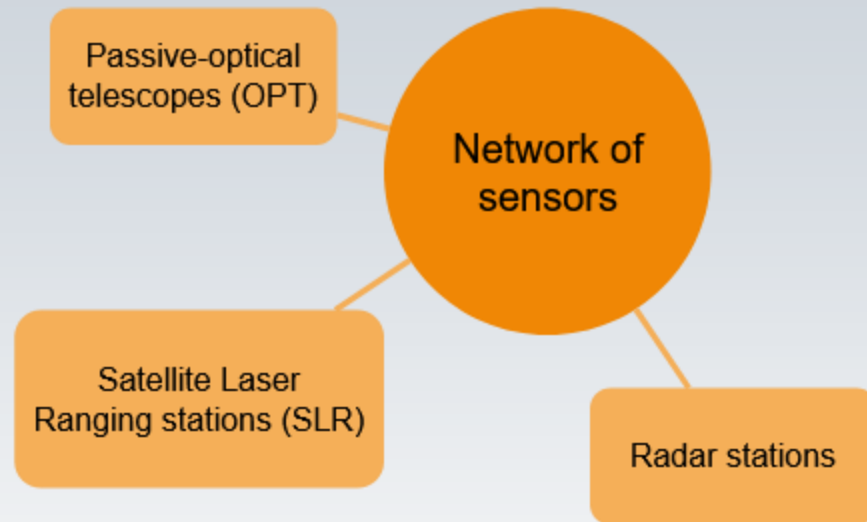 Passive-optical
telescopes (OPT)
Network of
sensors
Satellite Laser
Ranging stations (SLR)
Radar stations